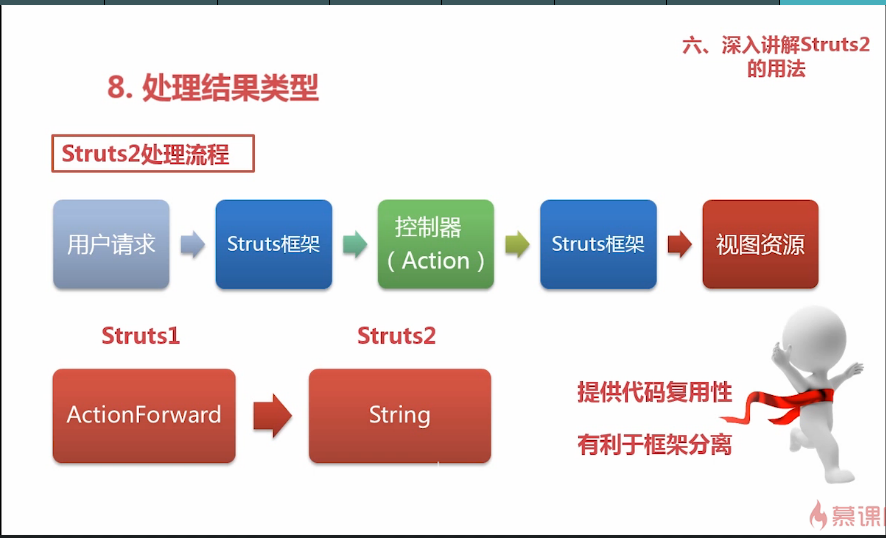 六、深入讲解Struts2
的用法
8. 处理结果类型
Struts2处理流程
用户请求
Struts框架
控制器
（Action）
Struts框架
视图资源
Struts1
Struts2
ActionForward
String
提供代码复用性
有利于框架分离
慕课